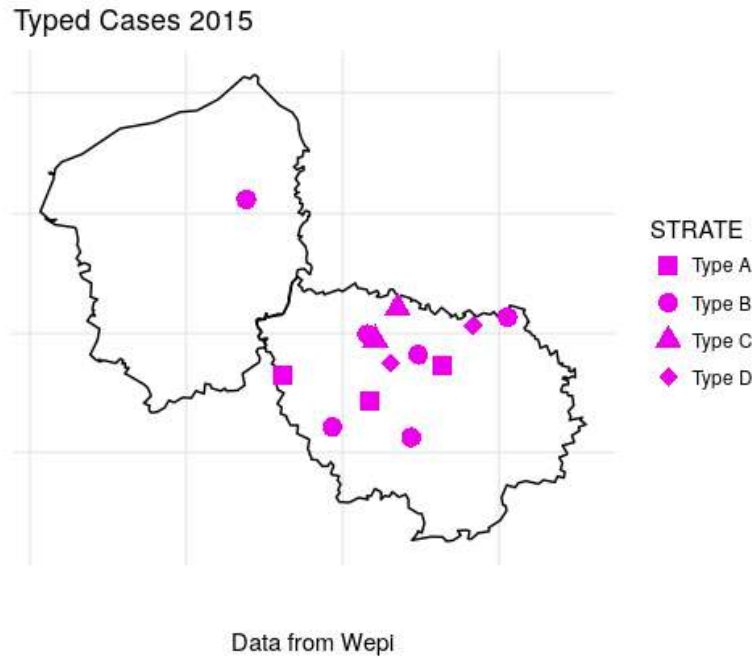 Typed Cases 2015
STRATE
Type A
Type B
Type C
Type D
Data from Wepi